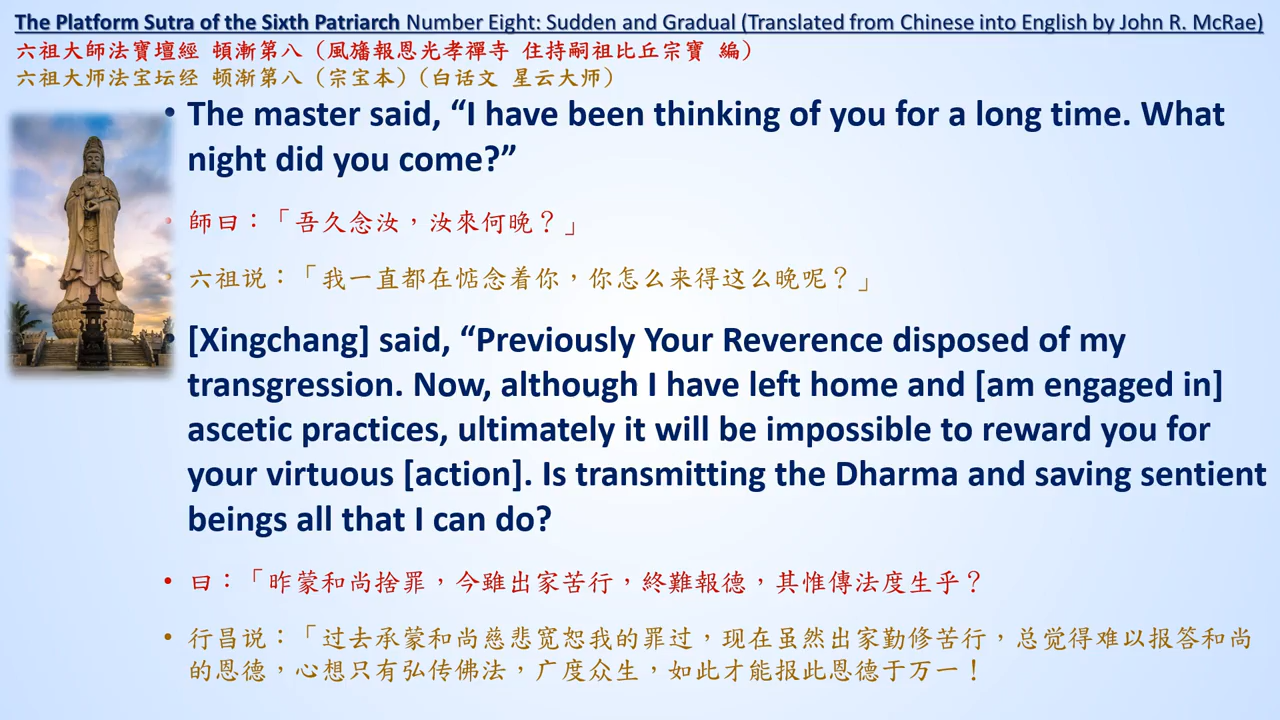 The Platform Sutra of the Sixth Patriarch Number Eight: Sudden and Gradual (Translated from Chinese into English by John R. McRae)
六祖大師法寶壇經 頓漸第八 (風旛報恩光孝禪寺 住持嗣祖比丘宗寶 編)
六祖大师法宝坛经 顿渐第八 (宗宝本) (白话文 星云大师)
• The master said, “I have been thinking of you for a long time. What
night did you come?”
• 師曰：「吾久念汝，汝來何晚？」
• 六祖说：「我一直都在惦念着你，你怎么来得这么晚呢？」
• [Xingchang] said, “Previously Your Reverence disposed of my
transgression. Now, although I have left home and [am engaged in]
ascetic practices, ultimately it will be impossible to reward you for
your virtuous [action]. Is transmitting the Dharma and saving sentient
beings all that I can do?
• 曰：「昨蒙和尚捨罪，今雖出家苦行，終難報德，其惟傳法度生乎？
• 行昌说：「过去承蒙和尚慈悲宽恕我的罪过，现在虽然出家勤修苦行，总觉得难以报答和尚
的恩德，心想只有弘传佛法，广度众生，如此才能报此恩德于万一！